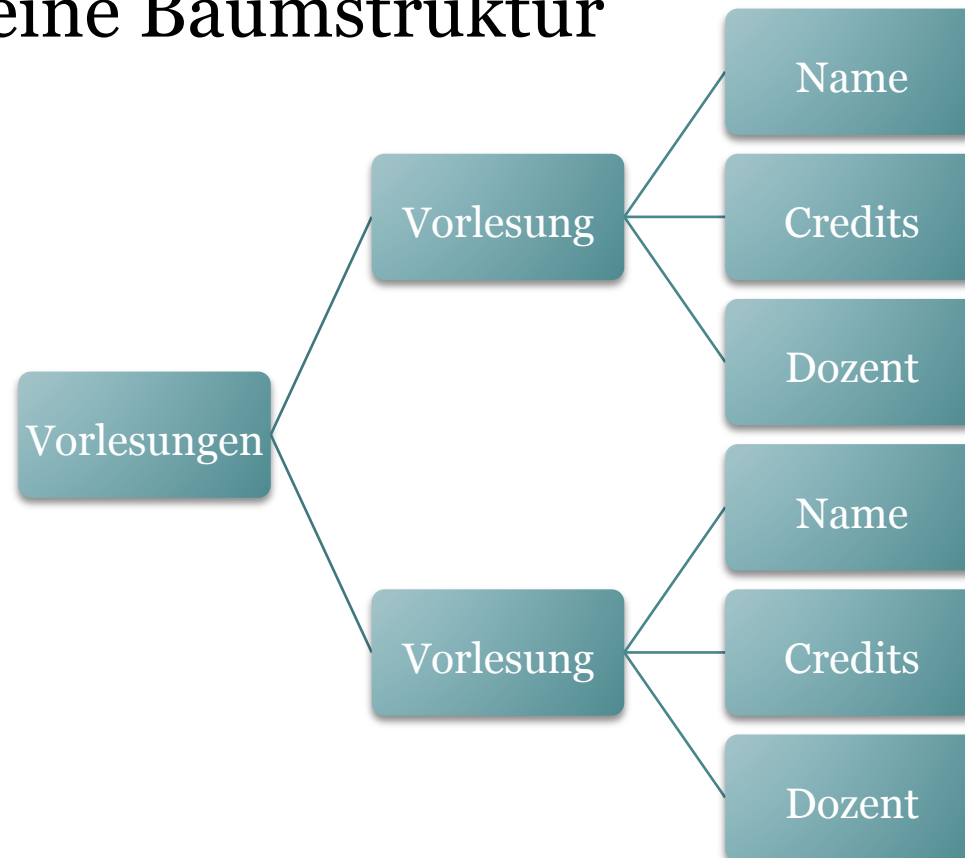 eine Baumstruktur
Name
Vorlesung
Credits
Dozent
Vorlesungen
Name
Vorlesung
Credits
Dozent